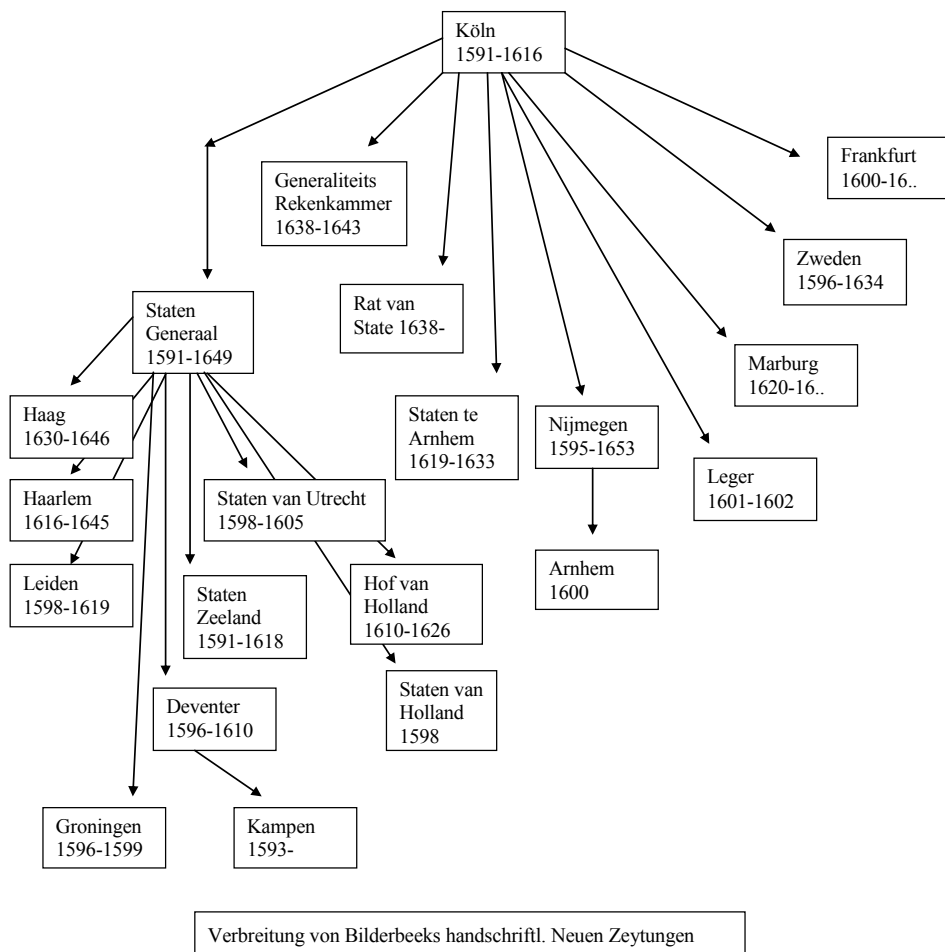 Köln
1591-1616
Frankfurt
1600-16..
Generaliteits
Rekenkammer
1638-1643
Zweden
1596-1634
Staten
Generaal
1591-1649
Rat van
State 1638-
Marburg
1620-16..
Haag
1630-1646
Staten te
Arnhem
1619-1633
Nijmegen
1595-1653
Leger
1601-1602
Haarlem
1616-1645
Staten van Utrecht
1598-1605
Leiden
1598-1619
Staten
Zeeland
1591-1618
Hof van
Holland
1610-1626
Arnhem
1600
Staten van
Holland
1598
Deventer
1596-1610
Groningen
1596-1599
Kampen
1593-
Verbreitung von Bilderbeeks handschriftl. Neuen Zeytungen